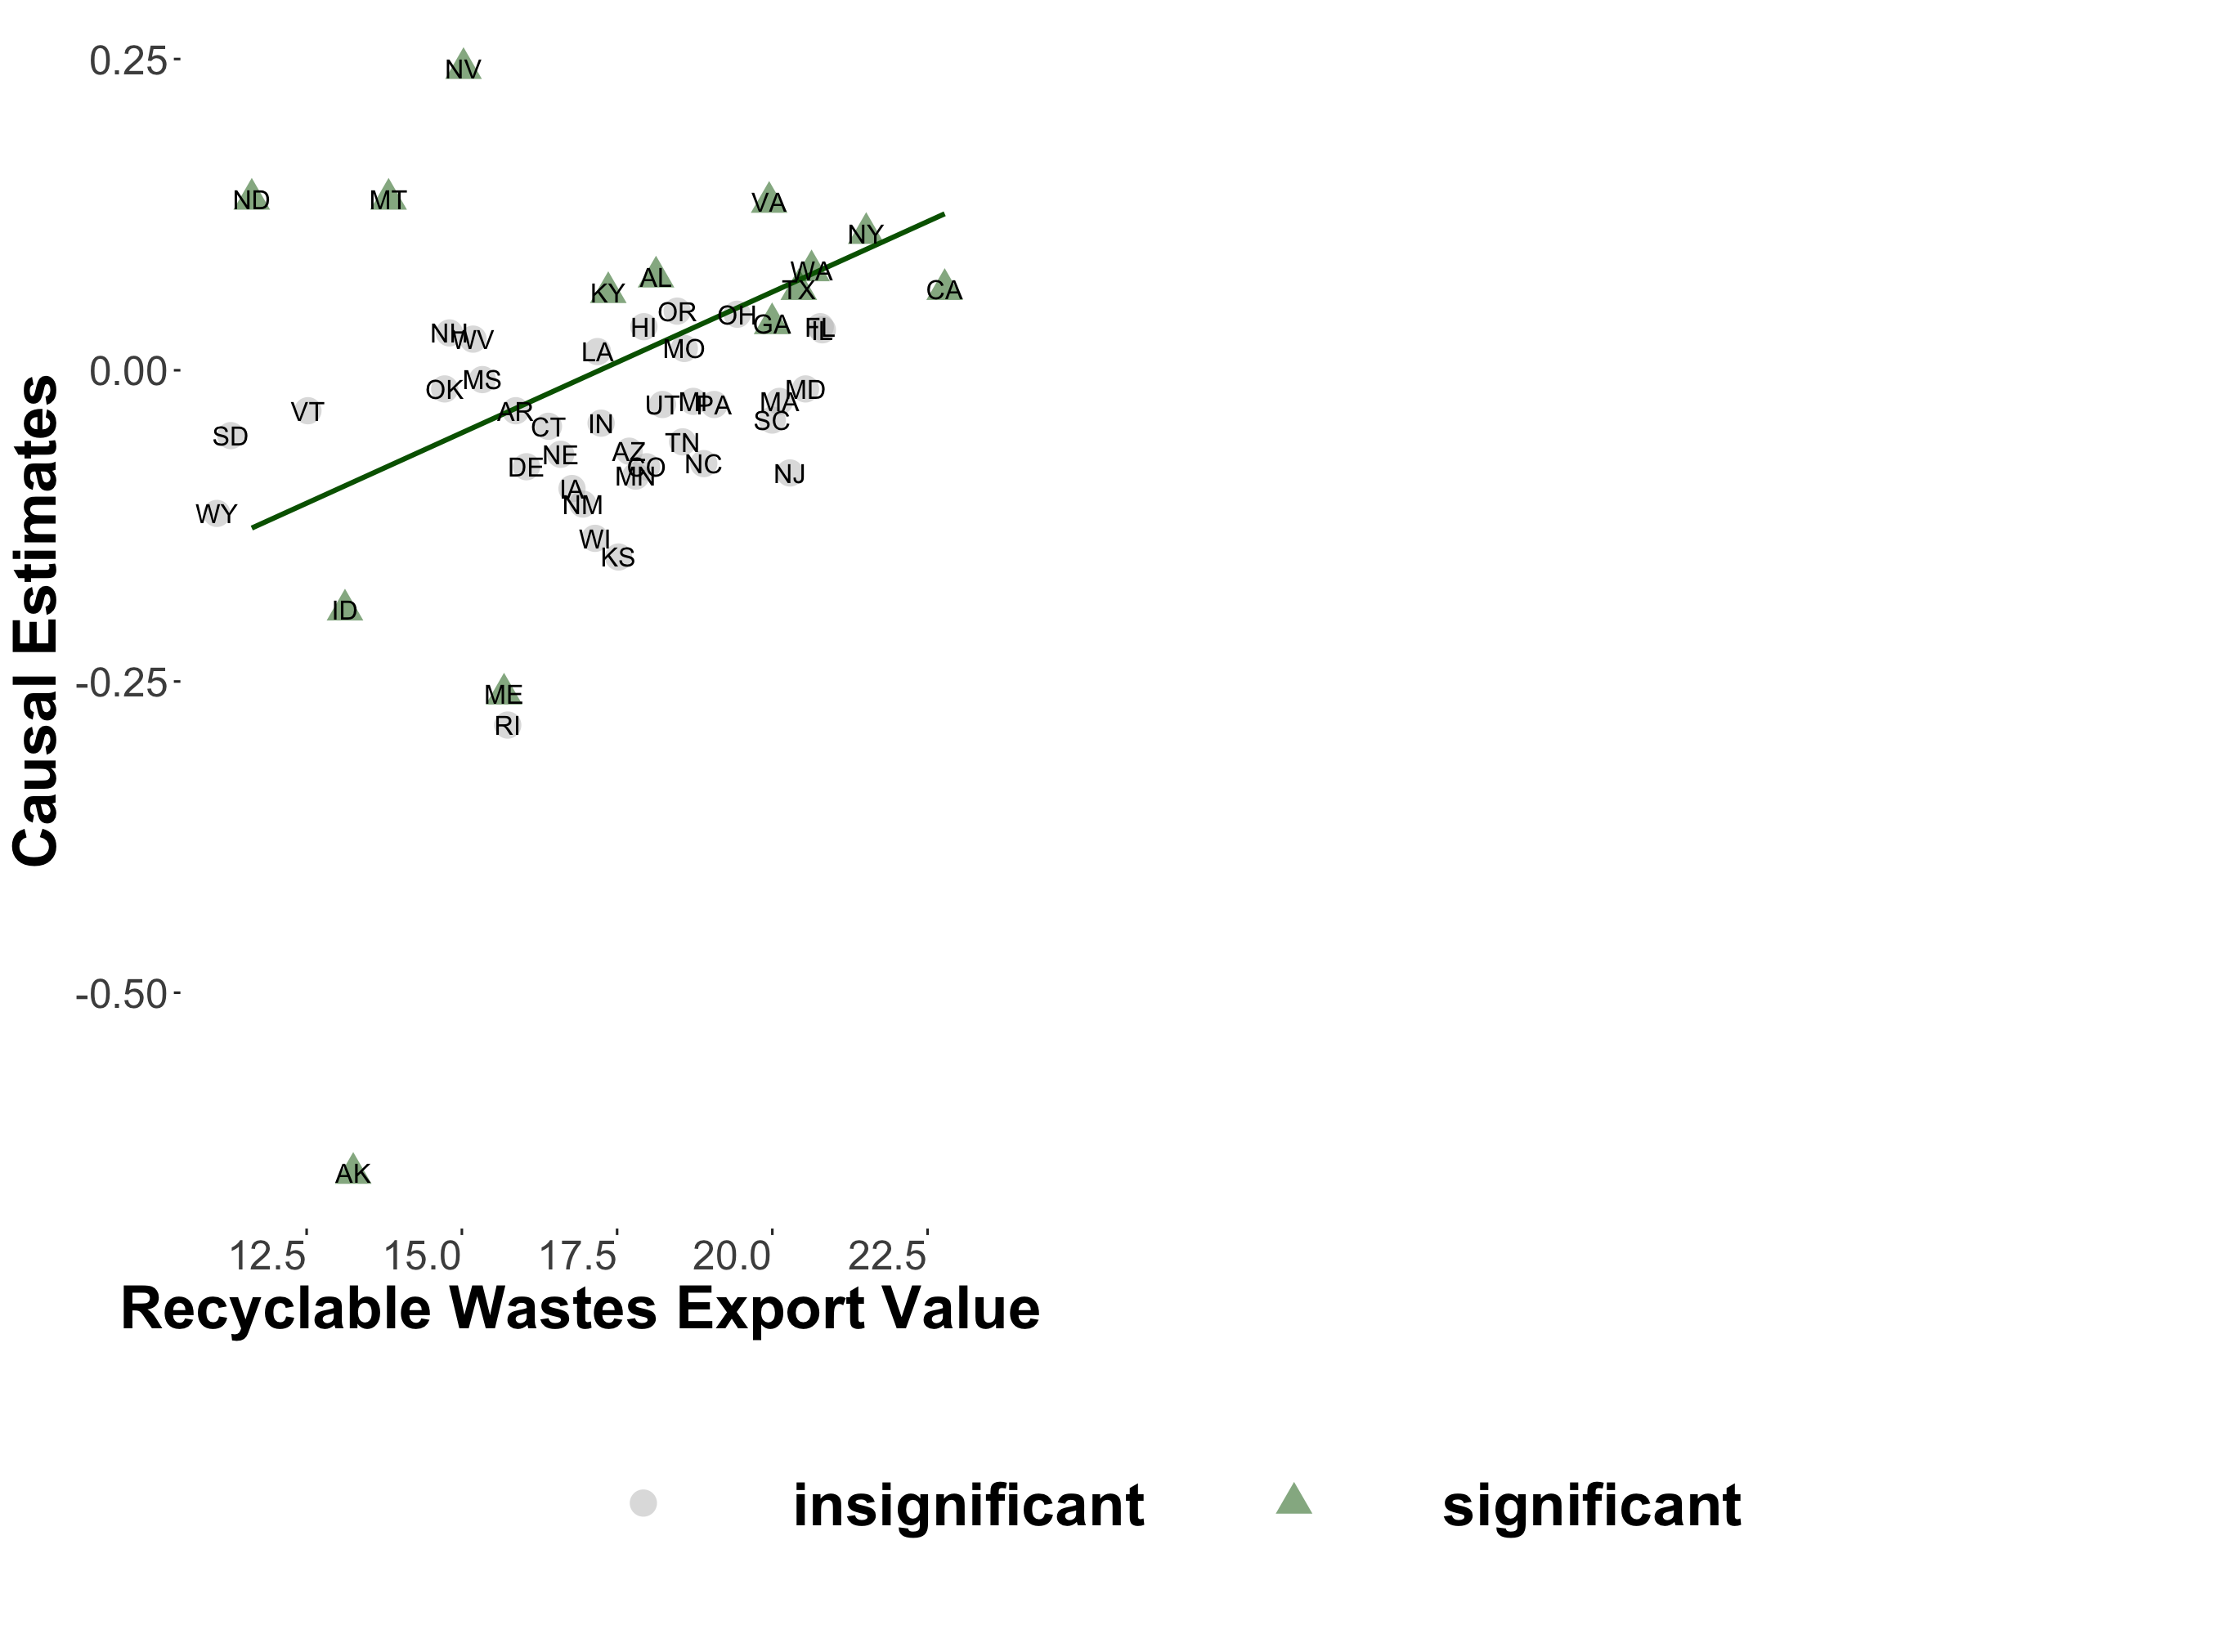 0.25
NV
ND MT VA
NY
WA
AL TX CA
KY
OR OH
NH HI GA FL
WV IL
LA MO
0.00
MS
OK MD
VT AR UT MI PA MA
CT IN SC
SD TN
NE AZ
DE CO NC
MN NJ
IA
NM
WY
WI
KS
ID
Causal Estimates
-0.25
ME
RI
-0.50
AK
12.5 15.0 17.5 20.0 22.5
Recyclable Wastes Export Value
insignificant significant